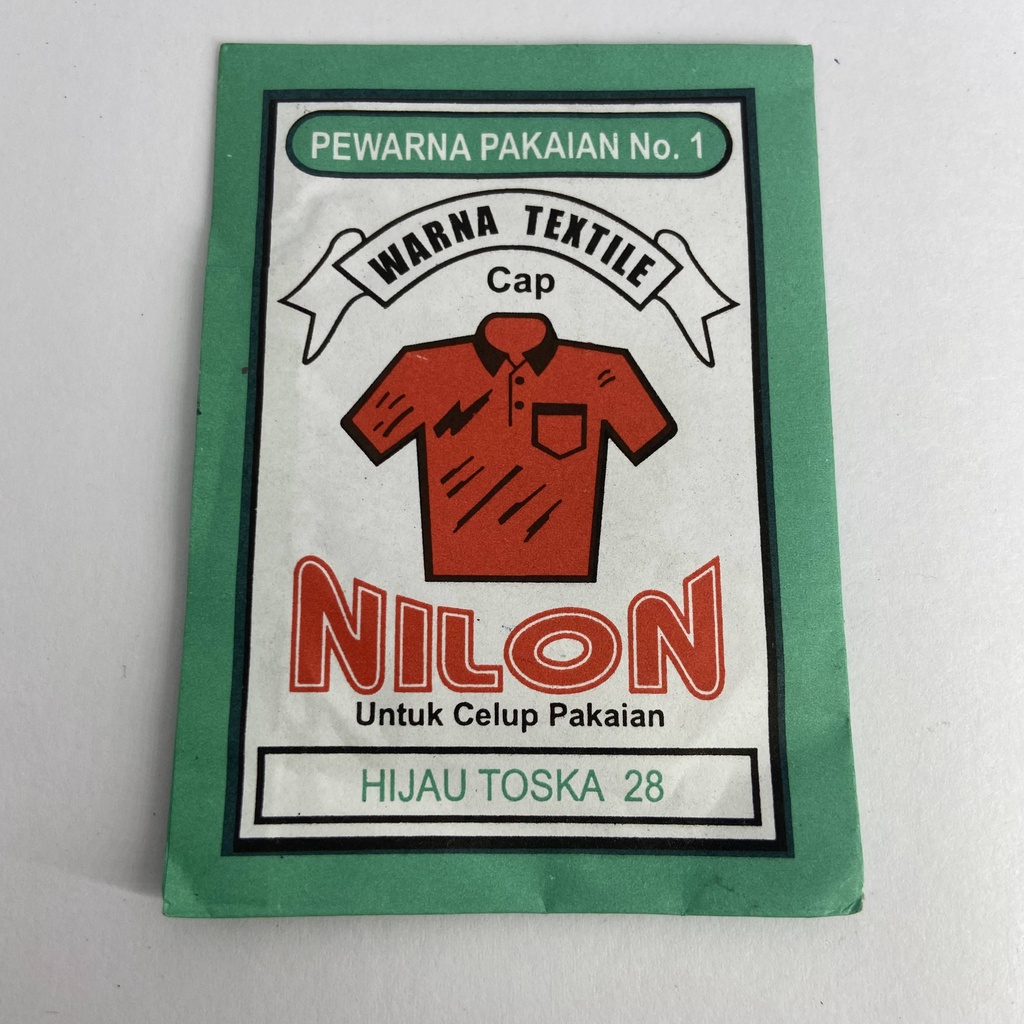 PEWARNA PAKAIAN No. 1
WARNA TEXTILE
Cap
NILON
Untuk Celup Pakaian
HIJAU TOSKA 28